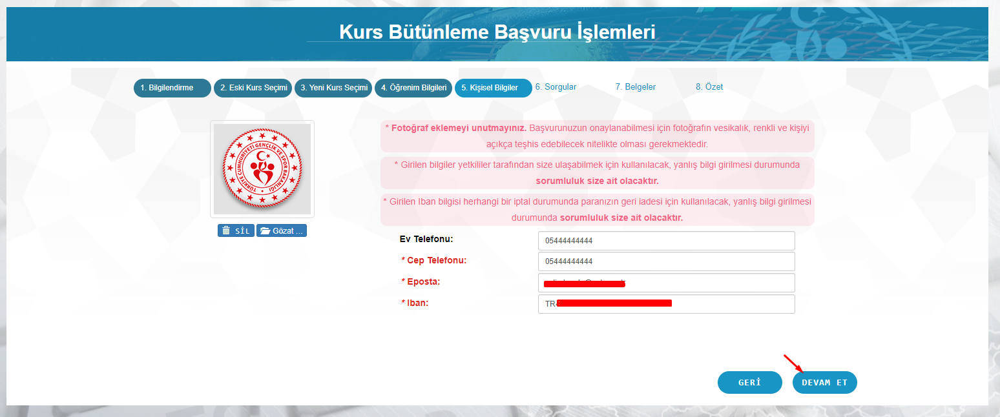 Kurs Bütünleme Başvuru İşlemleri
1. Bilgilendirme 2. Eski Kurs Seçimi 3. Yeni Kurs Seçimi 4. Öğrenim Bilgileri 5. Kişisel Bilgiler 6. Sorgular 7. Belgeler 8. Özet
TÜRKİYE CUMHURİYETİ GENÇLİK VE SPOR BAKANLIĞI
SİL Gözat ...
* Fotoğraf eklemeyi unutmayınız. Başvurunuzun onaylanabilmesi için fotoğrafın vesikalık, renkli ve kişiyi
açıkça teşhis edebilecek nitelikte olması gerekmektedir.
* Girilen bilgiler yetkililer tarafından size ulaşabilmek için kullanılacak, yanlış bilgi girilmesi durumunda
sorumluluk size ait olacaktır.
* Girilen Iban bilgisi herhangi bir iptal durumunda paranızın geri iadesi için kullanılacak, yanlış bilgi girilmesi
durumunda sorumluluk size ait olacaktır.
Ev Telefonu: 05444444444
* Cep Telefonu: 05444444444
* Eposta:
* Iban: TR
GERİ DEVAM ET